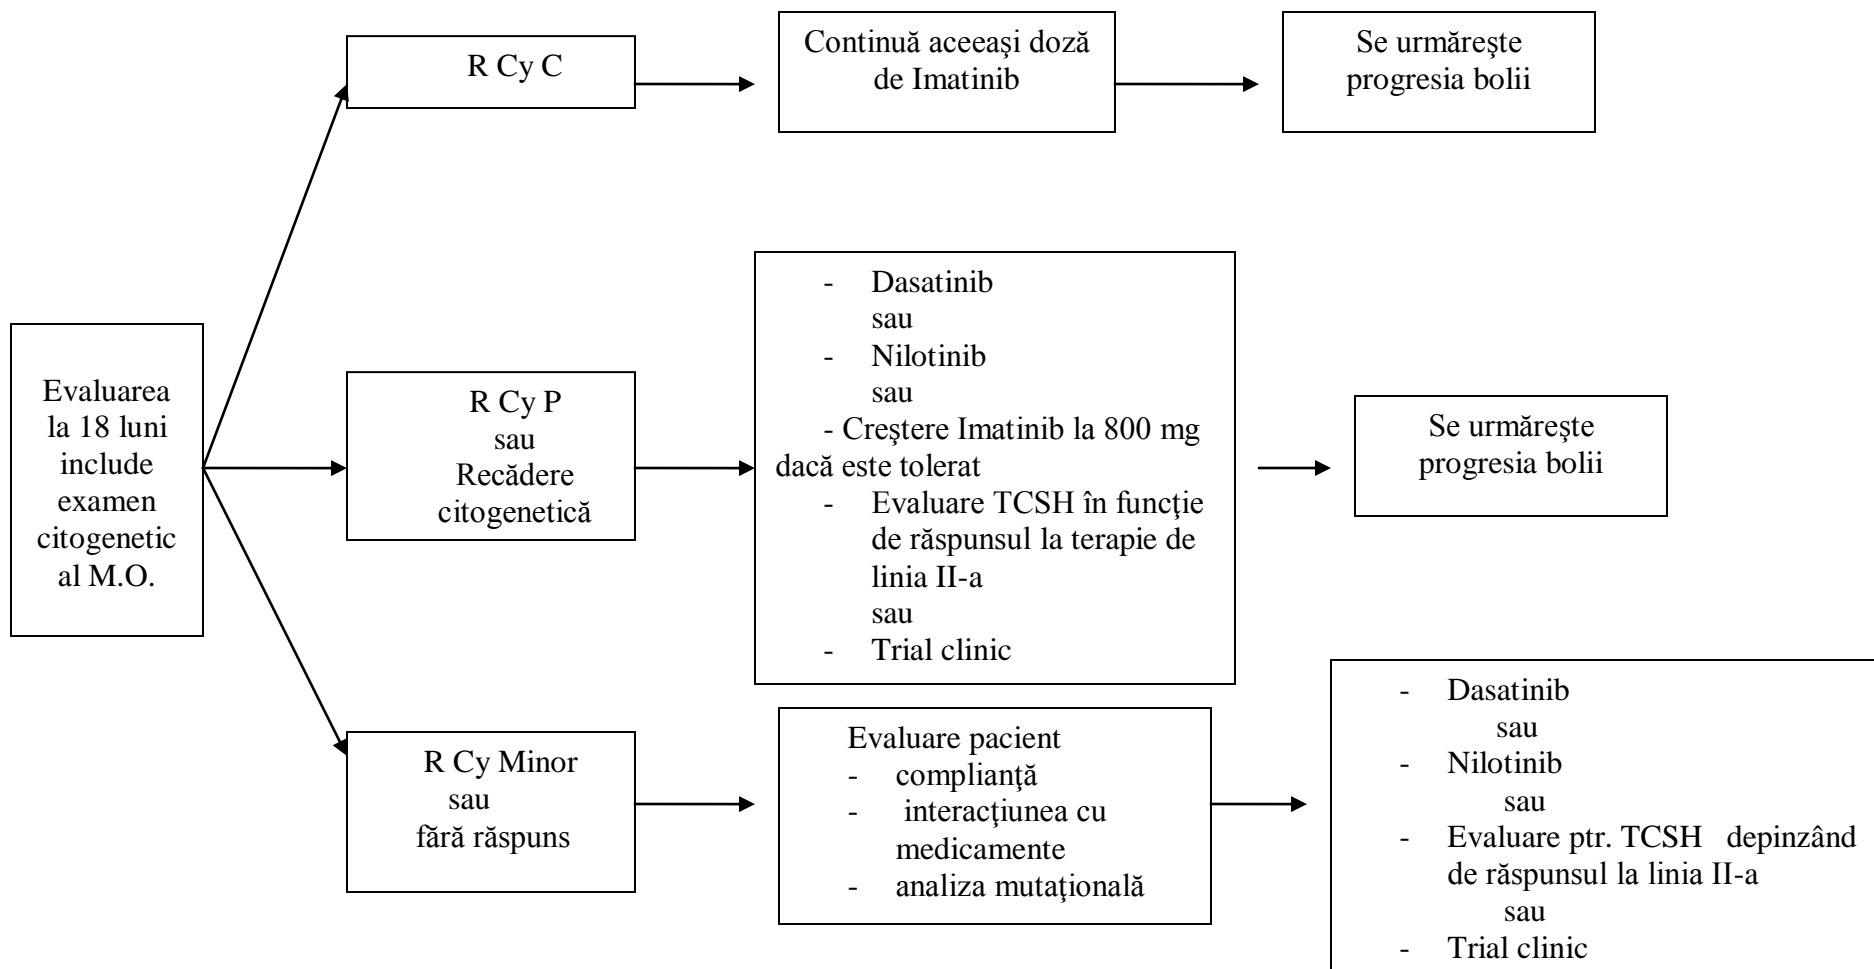 Evaluarea
la 18 luni
include
examen
citogenetic
al M.O.
R Cy C
Continuă aceeaşi doză
de Imatinib
Se urmăreşte
progresia bolii
R Cy P
sau
Recădere
citogenetică
- Dasatinib
sau
- Nilotinib
sau
- Creştere Imatinib la 800 mg
dacă este tolerat
- Evaluare TCSH în funcţie
de răspunsul la terapie de
linia II-a
sau
- Trial clinic
Se urmăreşte
progresia bolii
R Cy Minor
sau
fără răspuns
Evaluare pacient
- complianţă
- interacţiunea cu
medicamente
- analiza mutaţională
- Dasatinib
sau
- Nilotinib
sau
- Evaluare ptr. TCSH depinzând
de răspunsul la linia II-a
sau
- Trial clinic